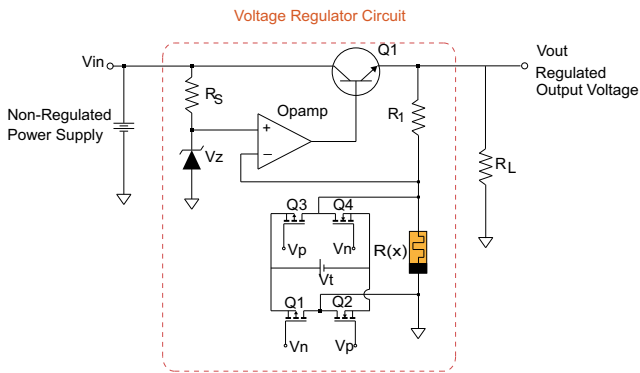 Voltage Regulator Circuit
Q1
Vin
Vout
Regulated
Output Voltage
RS
Opamp
R1
Non-Regulated
Power Supply
+
−
Vz
RL
Q3
Q4
Vp
Vn
R(x)
Vt
Q1
Q2
Vn
Vp